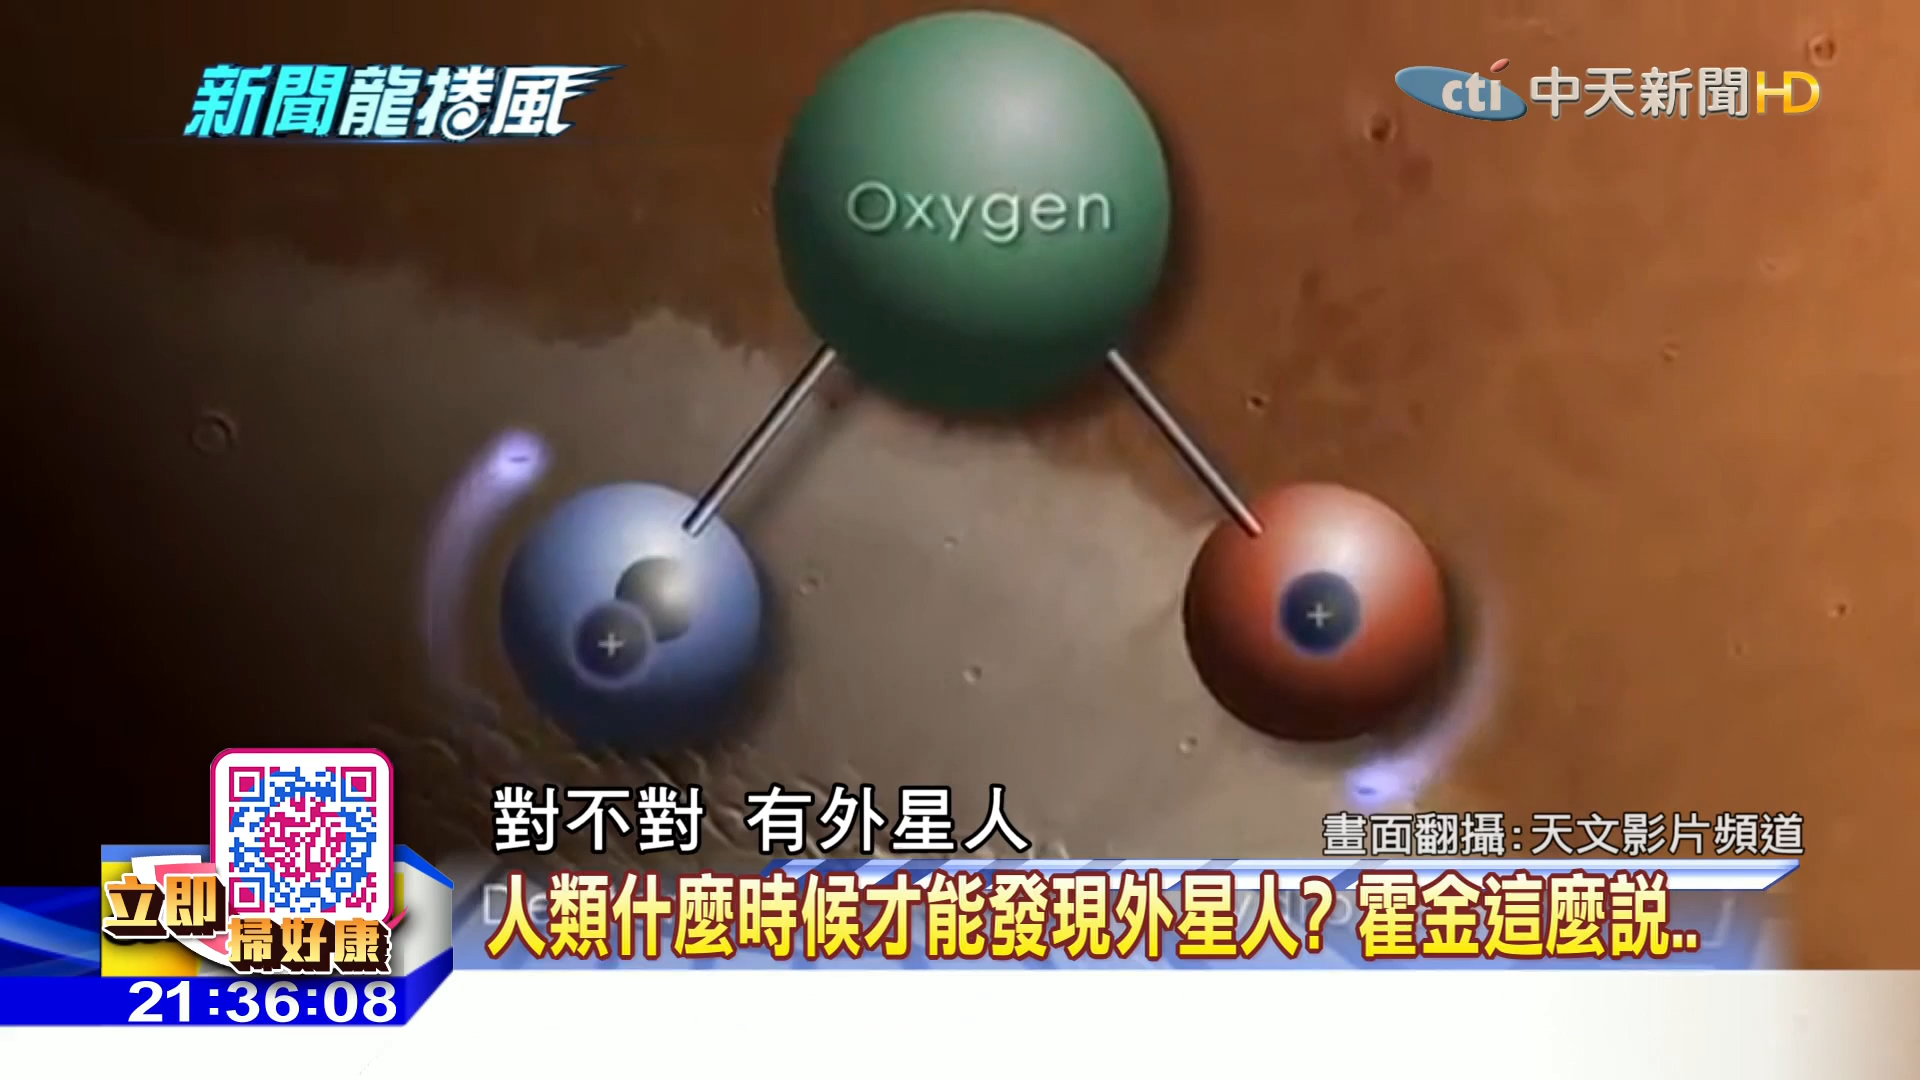 新聞龍捲風
cti 中天新聞HD
Oxygen
-
+
+
-
對不對 有外星人
畫面翻攝:天文影片頻道
人類什麼時候才能發現外星人? 霍金這麼說..
立即
掃好康
21:36:08